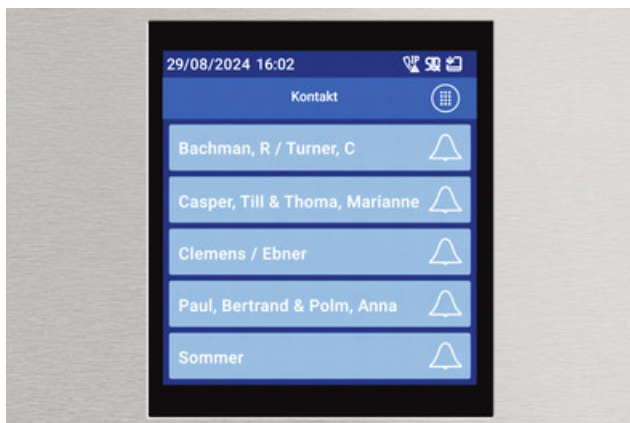 29/08/2024 16:02
Kontakt
Bachman, R / Turner, C
Casper, Till & Thoma, Marianne
Clemens / Ebner
Paul, Bertrand & Polm, Anna
Sommer